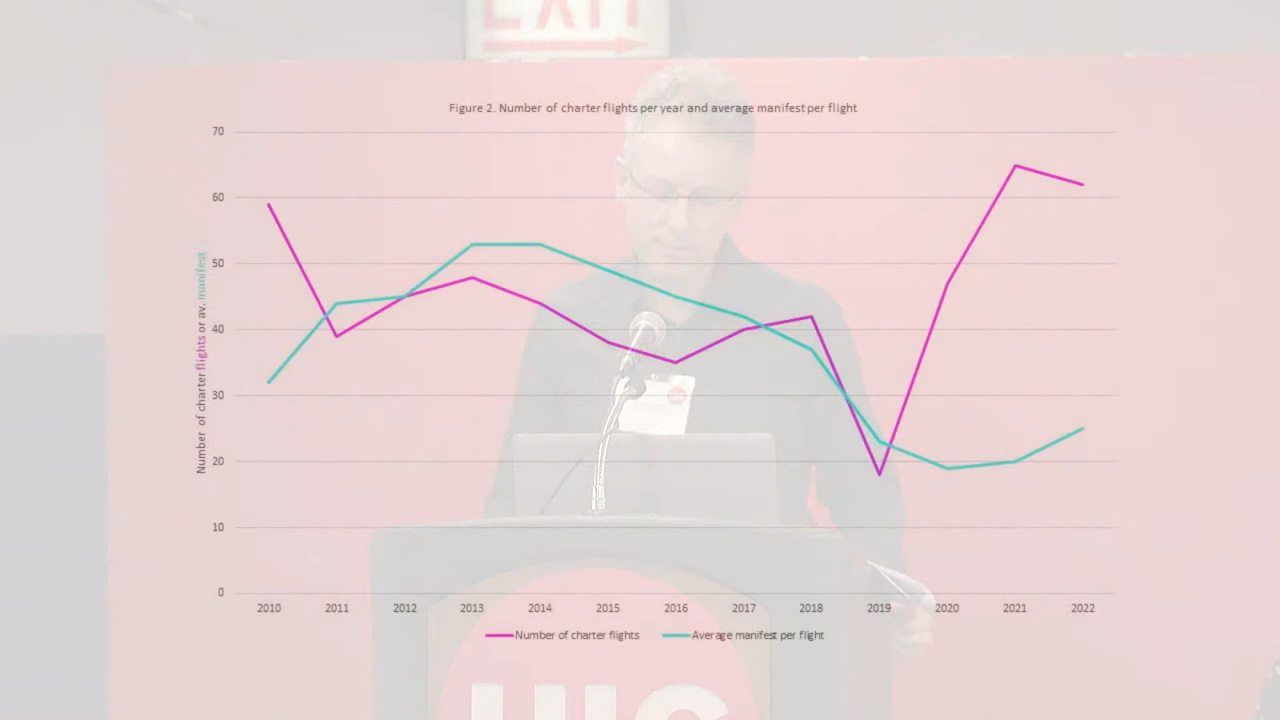 EXIT
Figure 2. Number of charter flights per year and average manifest per flight
70
60
50
40
30
20
10
0
Number of charter flights or av. manifest
2010 2011 2012 2013 2014 2015 2016 2017 2018 2019 2020 2021 2022
Number of charter flights Average manifest per flight
UIC